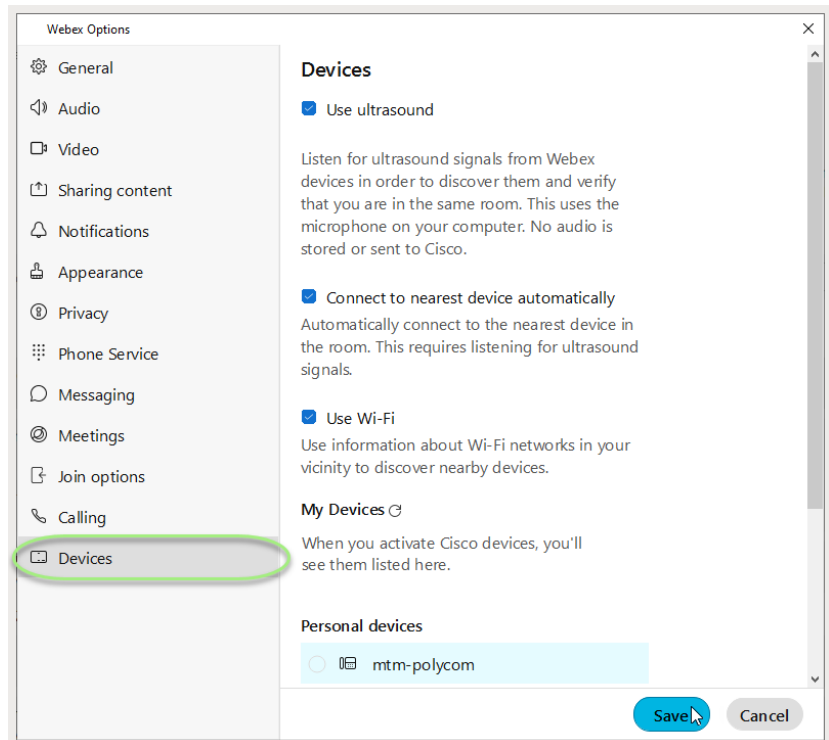 Webex Options
General
Audio
Video
Sharing content
Notifications
Appearance
Privacy
Phone Service
Messaging
Meetings
Join options
Calling
Devices
Devices
Use ultrasound
Listen for ultrasound signals from Webex
devices in order to discover them and verify
that you are in the same room. This uses the
microphone on your computer. No audio is
stored or sent to Cisco.
Connect to nearest device automatically
Automatically connect to the nearest device in
the room. This requires listening for ultrasound
signals.
Use Wi-Fi
Use information about Wi-Fi networks in your
vicinity to discover nearby devices.
My Devices
When you activate Cisco devices, you'll
see them listed here.
Personal devices
mtm-polycom
Save
Cancel